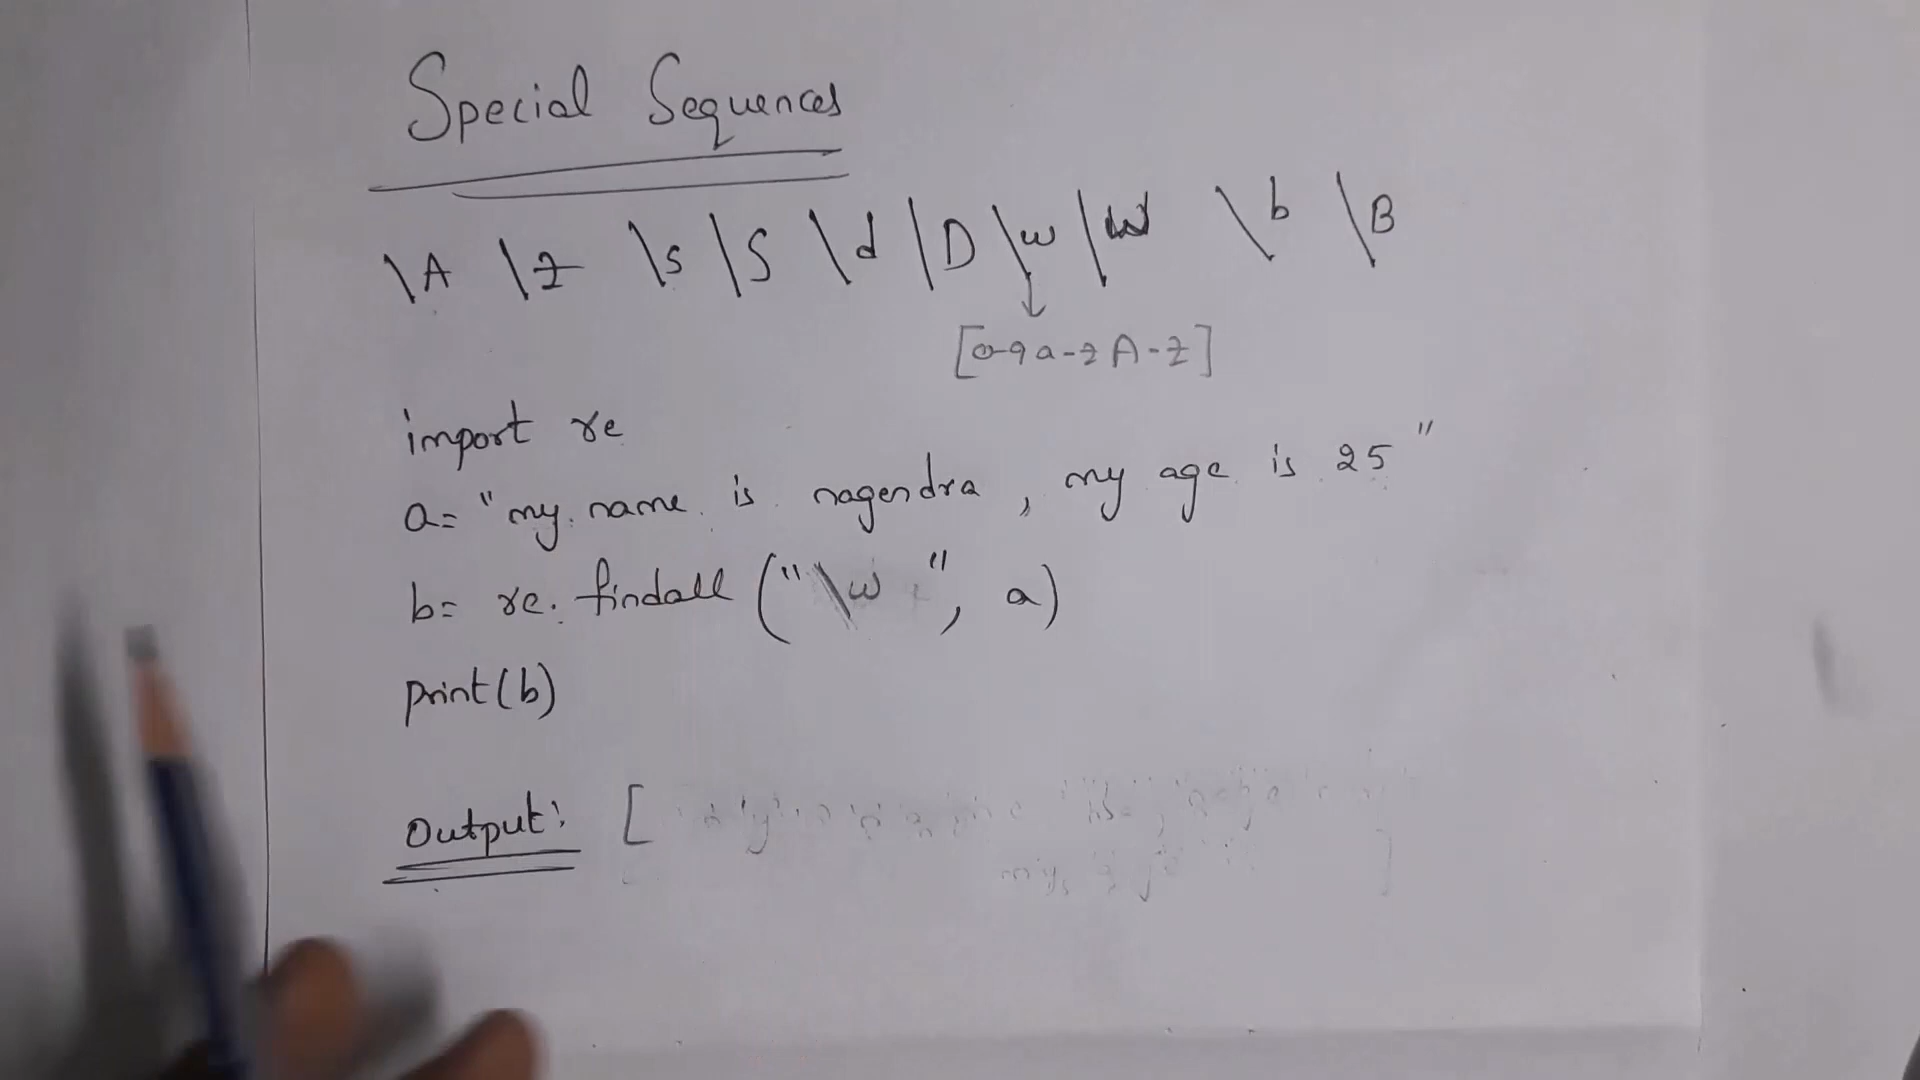 Special Sequences
\A \Z \s \S \d \D \w \W \b \B
[0-9a-zA-Z]
import re
a= "my name is nagendra, my age is 25"
b= re.findall("\w", a)
print(b)
Output: [